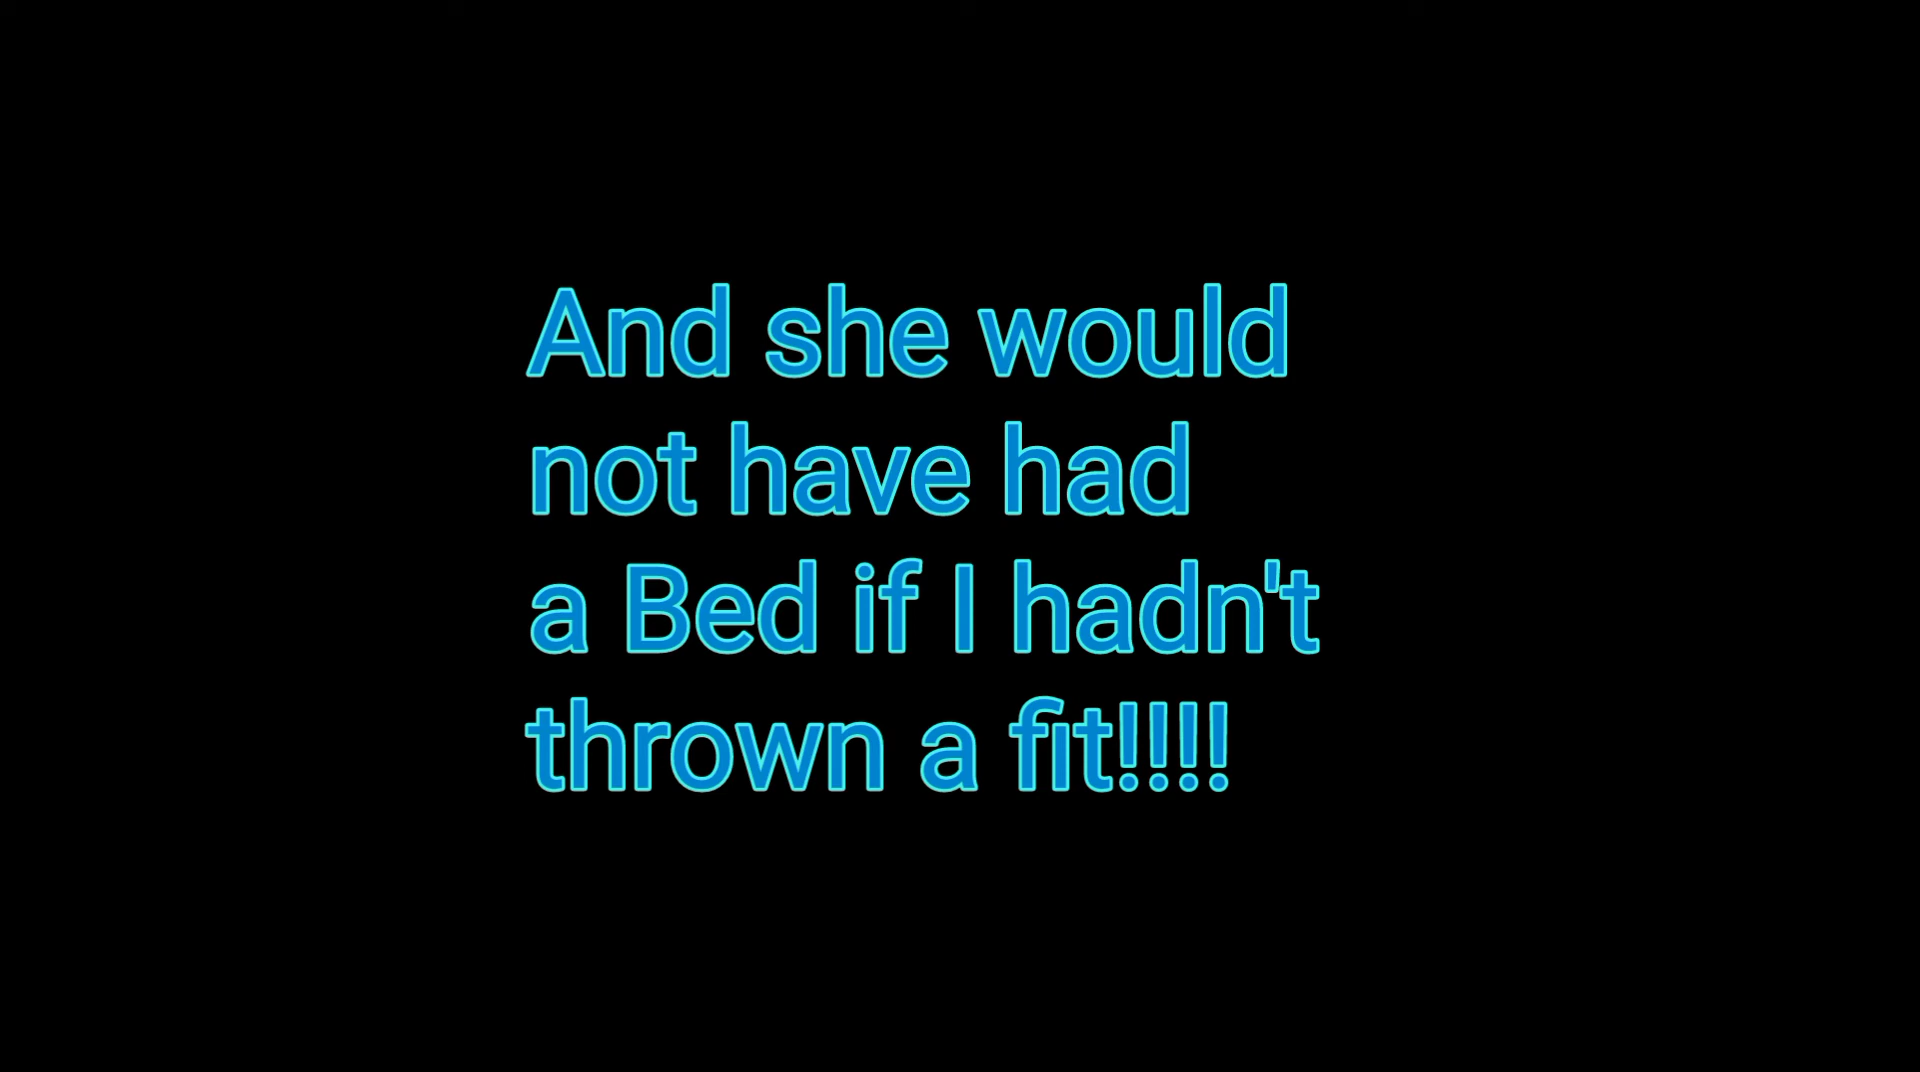 And she would
not have had
a Bed if I hadn't
thrown a fit!!!!